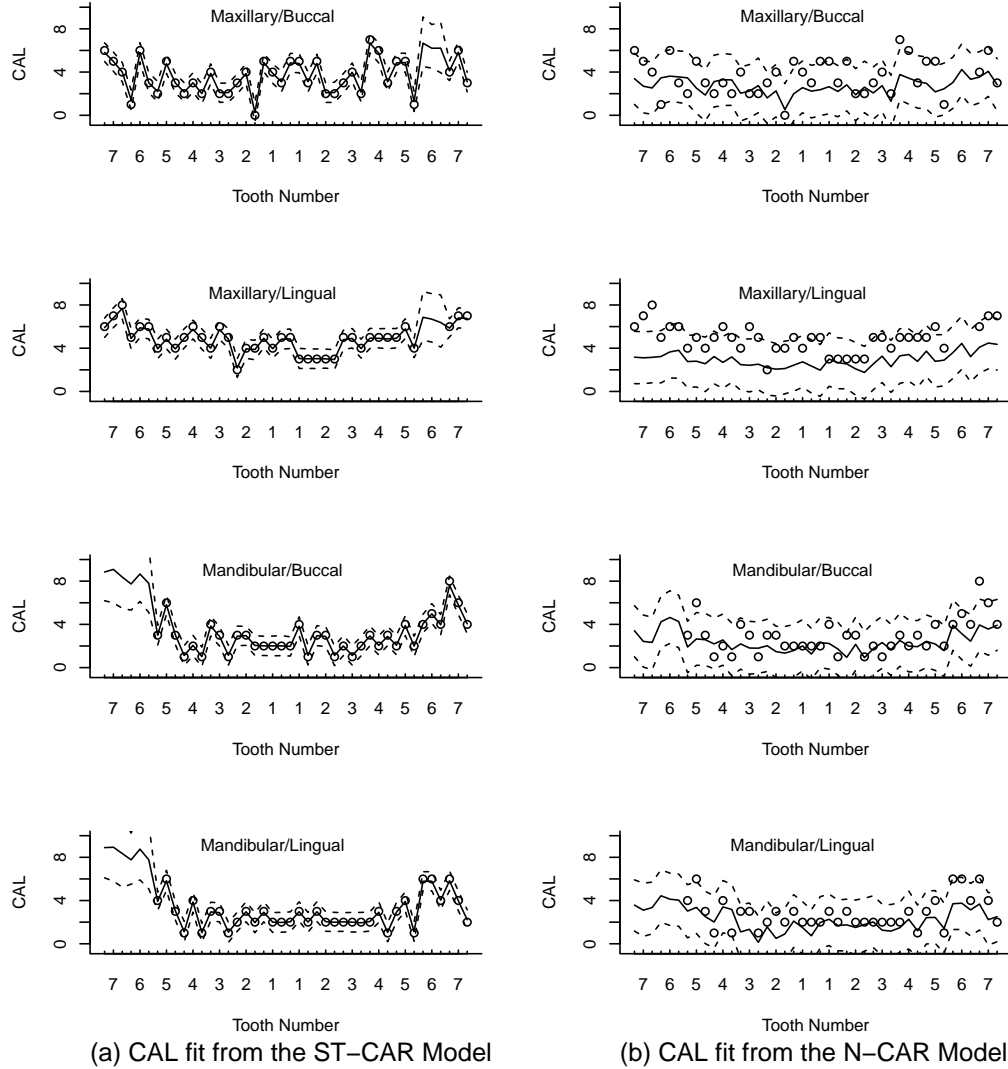 Maxillary/Buccal
CAL
0 4 8
7 6 5 4 3 2 1 1 2 3 4 5 6 7
Tooth Number
Maxillary/Buccal
CAL
0 4 8
7 6 5 4 3 2 1 1 2 3 4 5 6 7
Tooth Number
Maxillary/Lingual
CAL
0 4 8
7 6 5 4 3 2 1 1 2 3 4 5 6 7
Tooth Number
Maxillary/Lingual
CAL
0 4 8
7 6 5 4 3 2 1 1 2 3 4 5 6 7
Tooth Number
Mandibular/Buccal
CAL
0 4 8
7 6 5 4 3 2 1 1 2 3 4 5 6 7
Tooth Number
Mandibular/Buccal
CAL
0 4 8
7 6 5 4 3 2 1 1 2 3 4 5 6 7
Tooth Number
Mandibular/Lingual
CAL
0 4 8
7 6 5 4 3 2 1 1 2 3 4 5 6 7
Tooth Number
Mandibular/Lingual
CAL
0 4 8
7 6 5 4 3 2 1 1 2 3 4 5 6 7
Tooth Number
(a) CAL fit from the ST−CAR Model
(b) CAL fit from the N−CAR Model